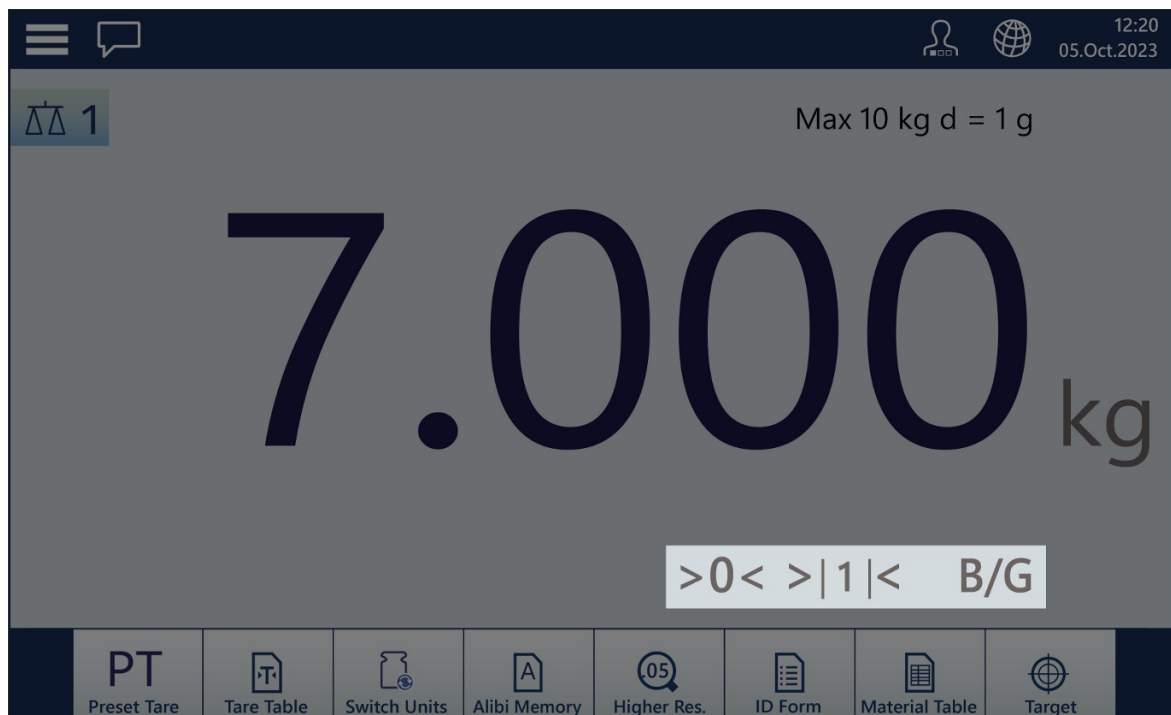 12:20
05.Oct.2023
1
Max 10 kg d = 1 g
7.000 kg
>0< >|1|< B/G
PT
.05
Preset Tare Tare Table Switch Units Alibi Memory Higher Res. ID Form Material Table Target